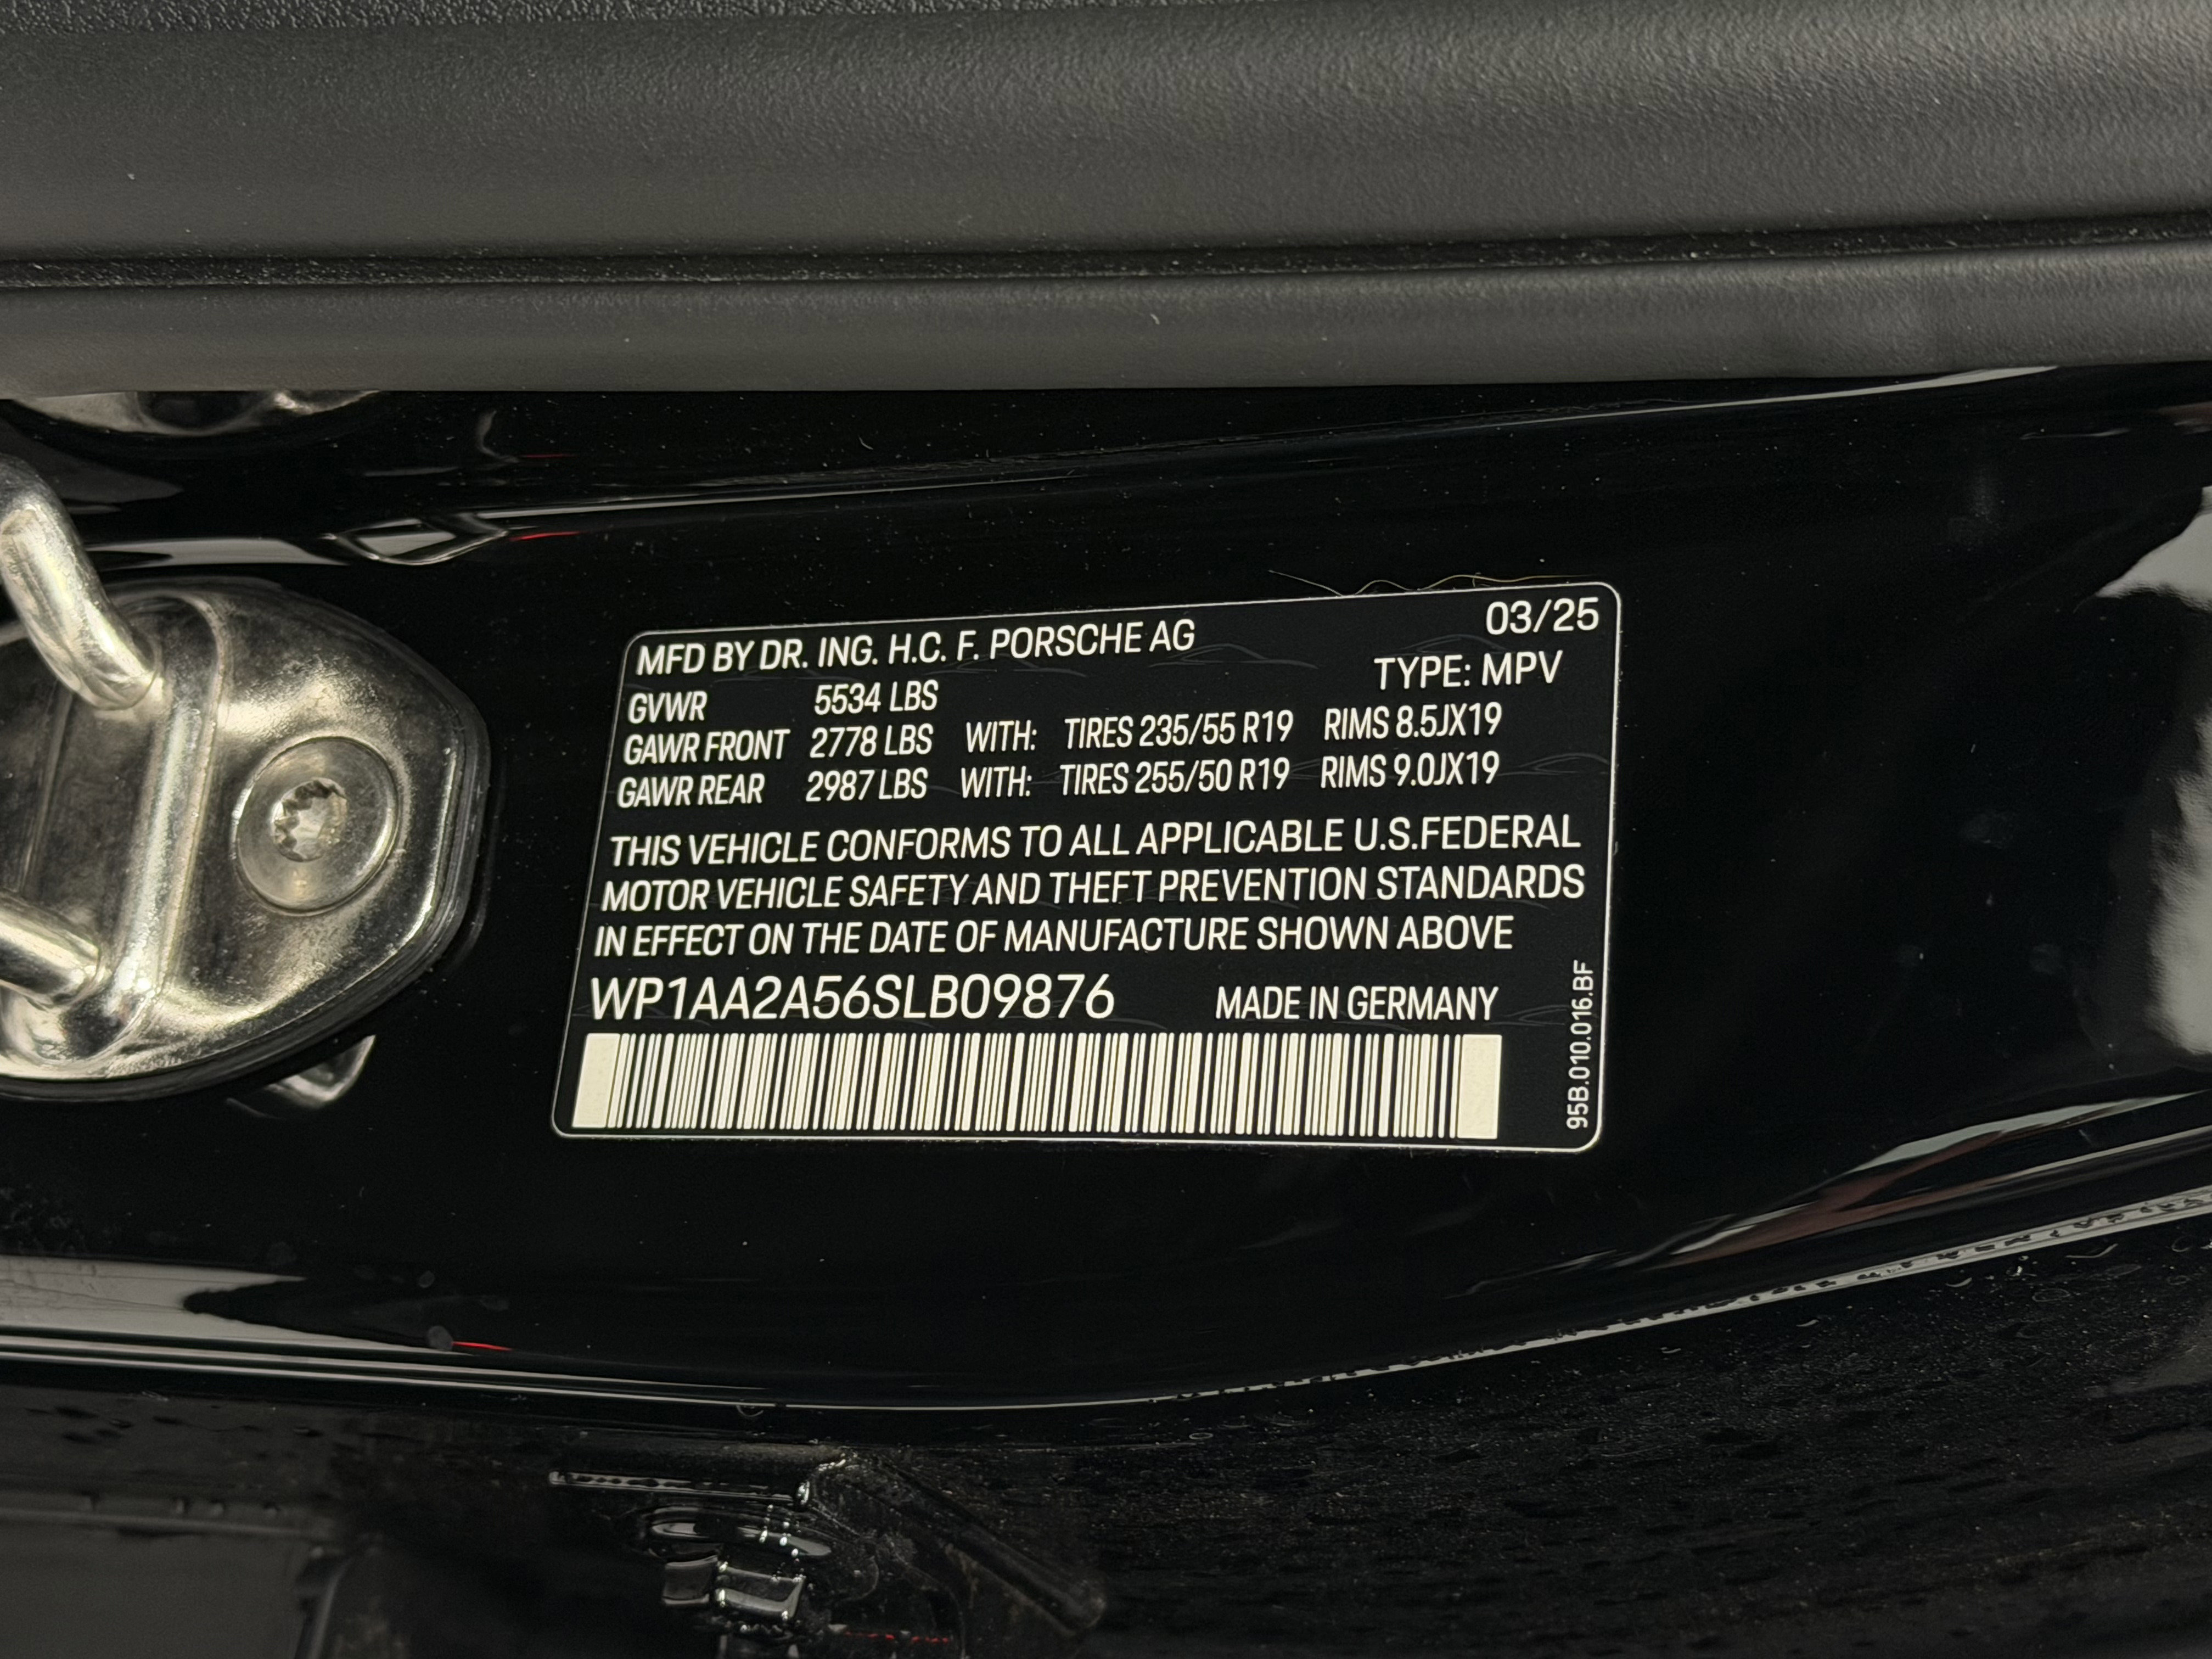 MFD BY DR. ING. H.C. F. PORSCHE AG 03/25
TYPE: MPV
GVWR 5534 LBS
GAWR FRONT 2778 LBS WITH: TIRES 235/55 R19 RIMS 8.5JX19
GAWR REAR 2987 LBS WITH: TIRES 255/50 R19 RIMS 9.0JX19
THIS VEHICLE CONFORMS TO ALL APPLICABLE U.S.FEDERAL
MOTOR VEHICLE SAFETY AND THEFT PREVENTION STANDARDS
IN EFFECT ON THE DATE OF MANUFACTURE SHOWN ABOVE
WP1AA2A56SLB09876 MADE IN GERMANY
95B.010.016.BF